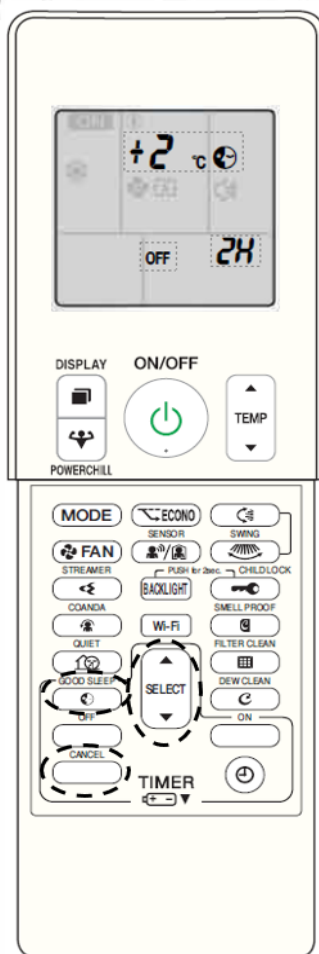 ON
+2 °C
OFF 2H
DISPLAY ON/OFF
TEMP
POWERCHILL
MODE ECONO
SENSOR SWING
FAN
STREAMER PUSH for 2sec. CHILD LOCK
BACKLIGHT
COANDA SMELL PROOF
Wi-Fi
QUIET FILTER CLEAN
SELECT
GOOD SLEEP DEW CLEAN
OFF ON
CANCEL
TIMER
+ -